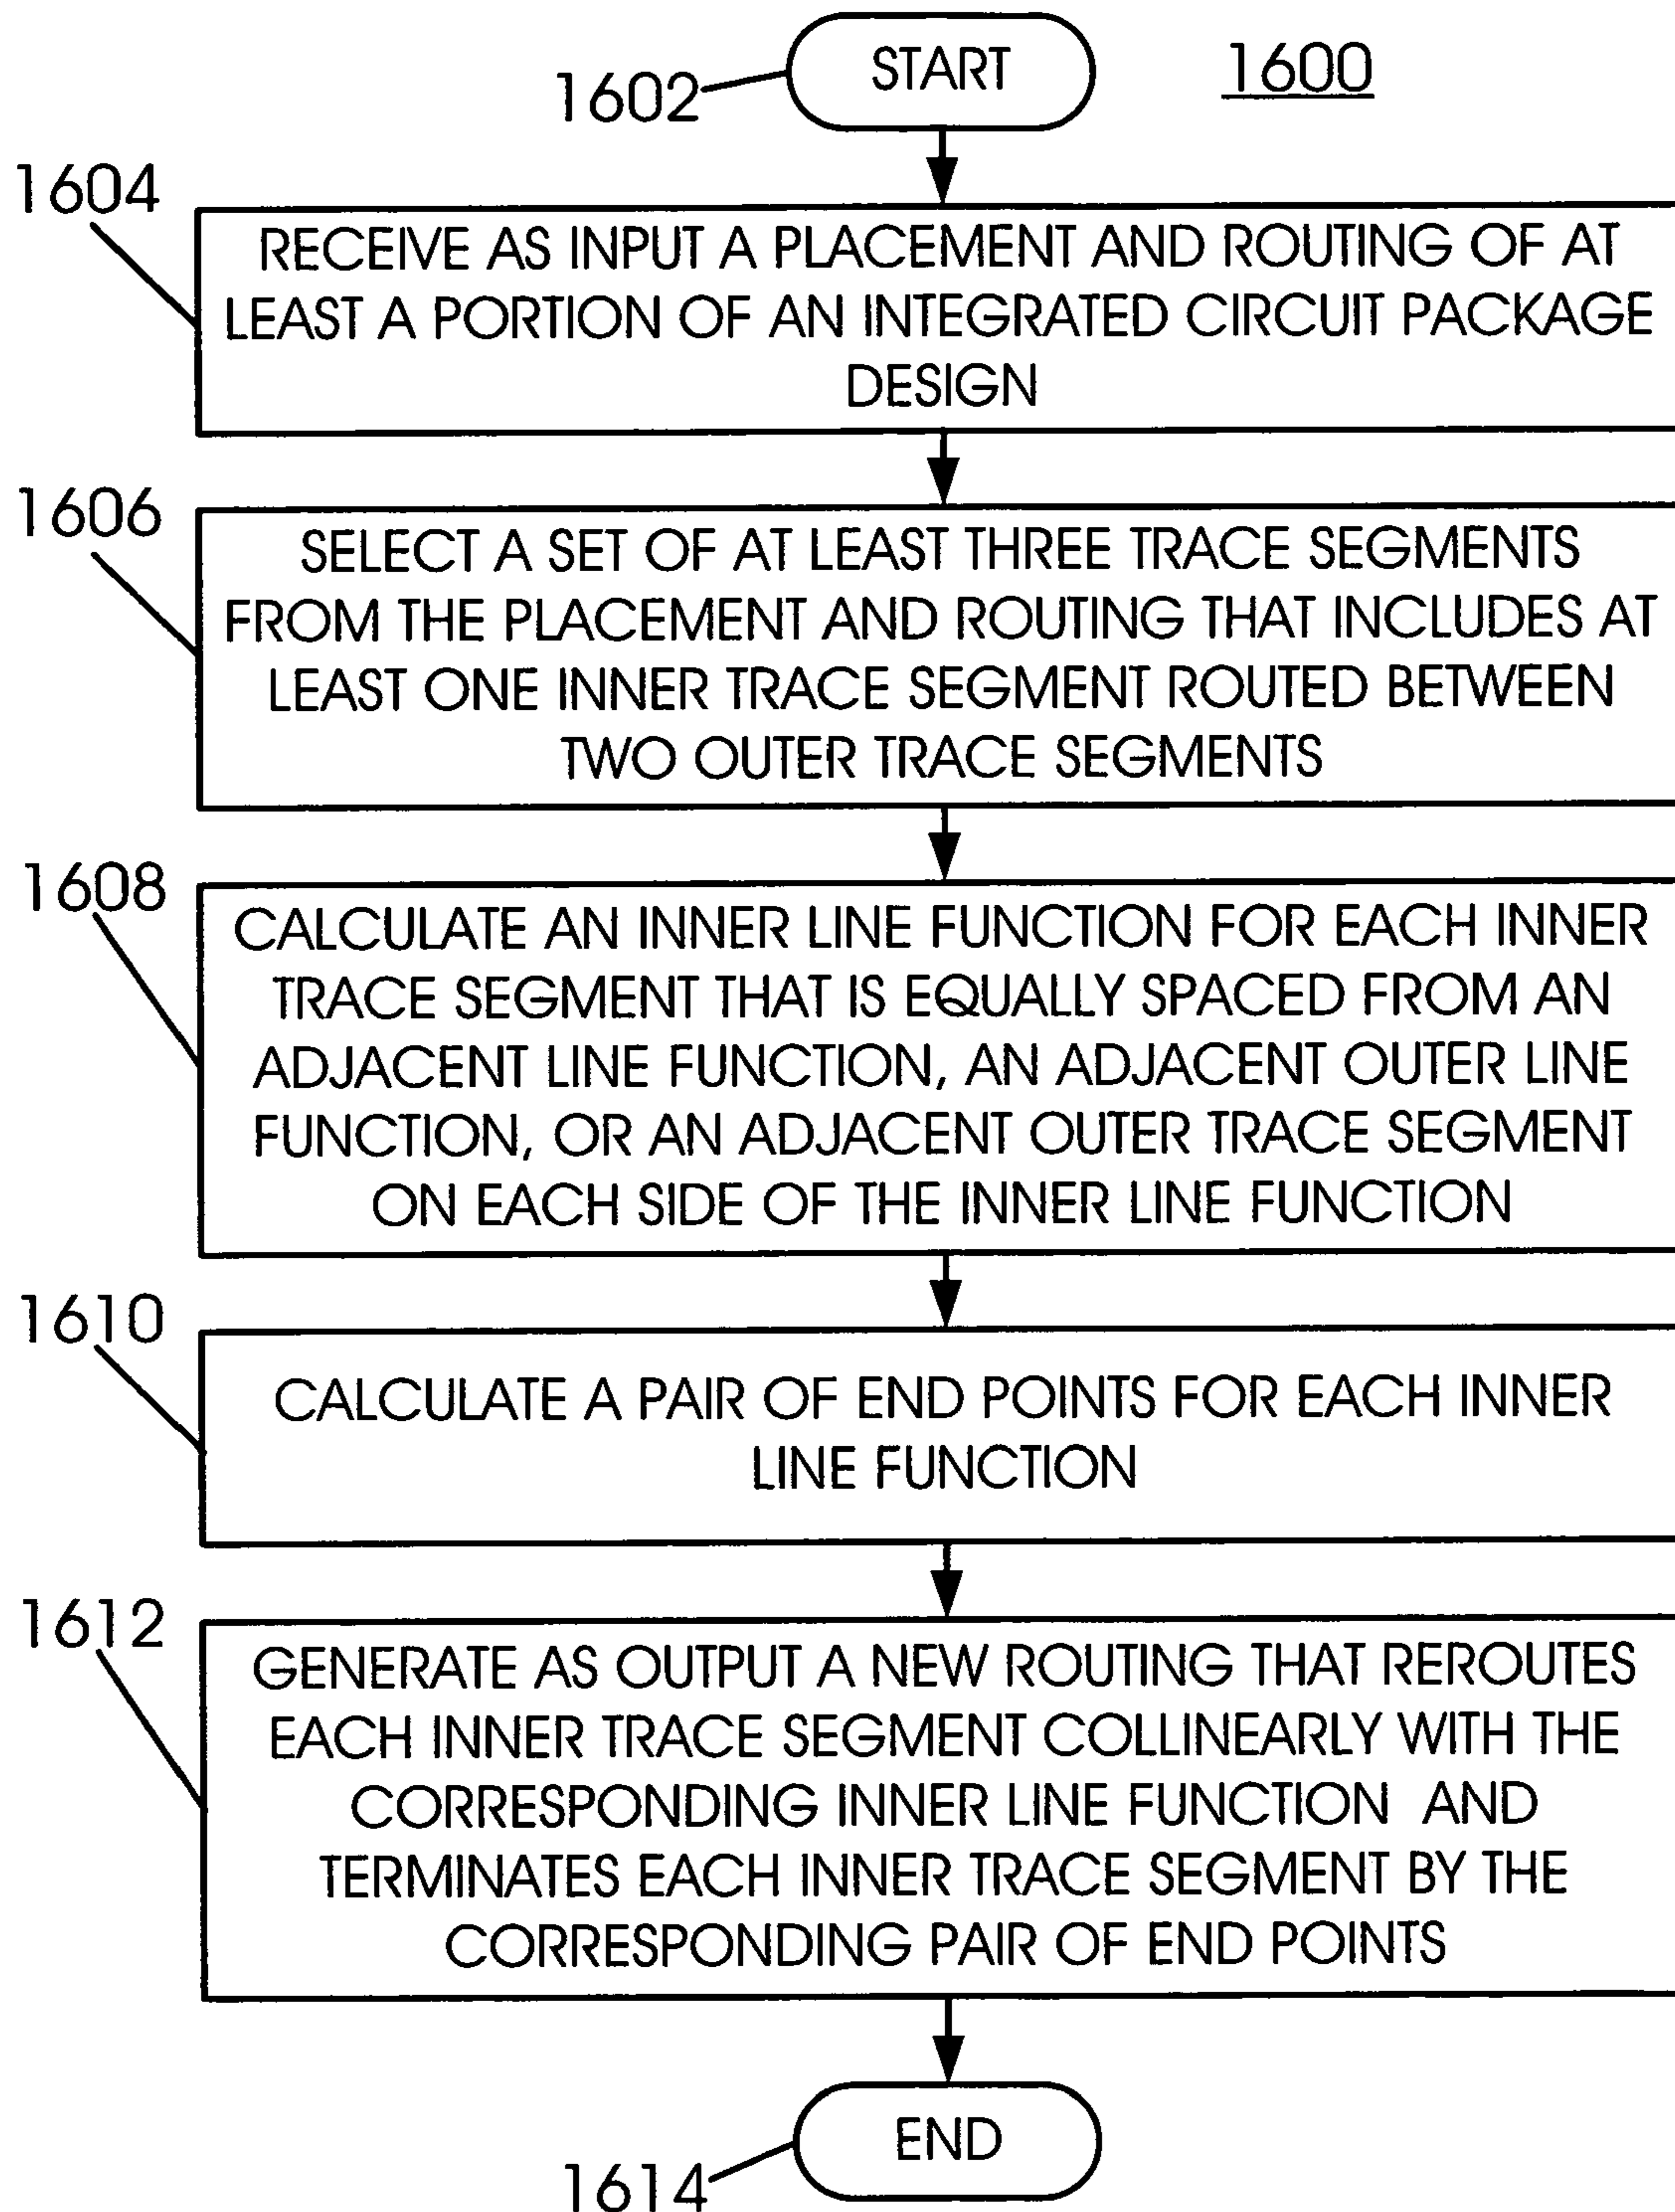 START
1600
1602
1604
RECEIVE AS INPUT A PLACEMENT AND ROUTING OF AT
LEAST A PORTION OF AN INTEGRATED CIRCUIT PACKAGE
DESIGN
1606
SELECT A SET OF AT LEAST THREE TRACE SEGMENTS
FROM THE PLACEMENT AND ROUTING THAT INCLUDES AT
LEAST ONE INNER TRACE SEGMENT ROUTED BETWEEN
TWO OUTER TRACE SEGMENTS
1608
CALCULATE AN INNER LINE FUNCTION FOR EACH INNER
TRACE SEGMENT THAT IS EQUALLY SPACED FROM AN
ADJACENT LINE FUNCTION, AN ADJACENT OUTER LINE
FUNCTION, OR AN ADJACENT OUTER TRACE SEGMENT
ON EACH SIDE OF THE INNER LINE FUNCTION
1610
CALCULATE A PAIR OF END POINTS FOR EACH INNER
LINE FUNCTION
1612
GENERATE AS OUTPUT A NEW ROUTING THAT REROUTES
EACH INNER TRACE SEGMENT COLLINEARLY WITH THE
CORRESPONDING INNER LINE FUNCTION AND
TERMINATES EACH INNER TRACE SEGMENT BY THE
CORRESPONDING PAIR OF END POINTS
END
1614